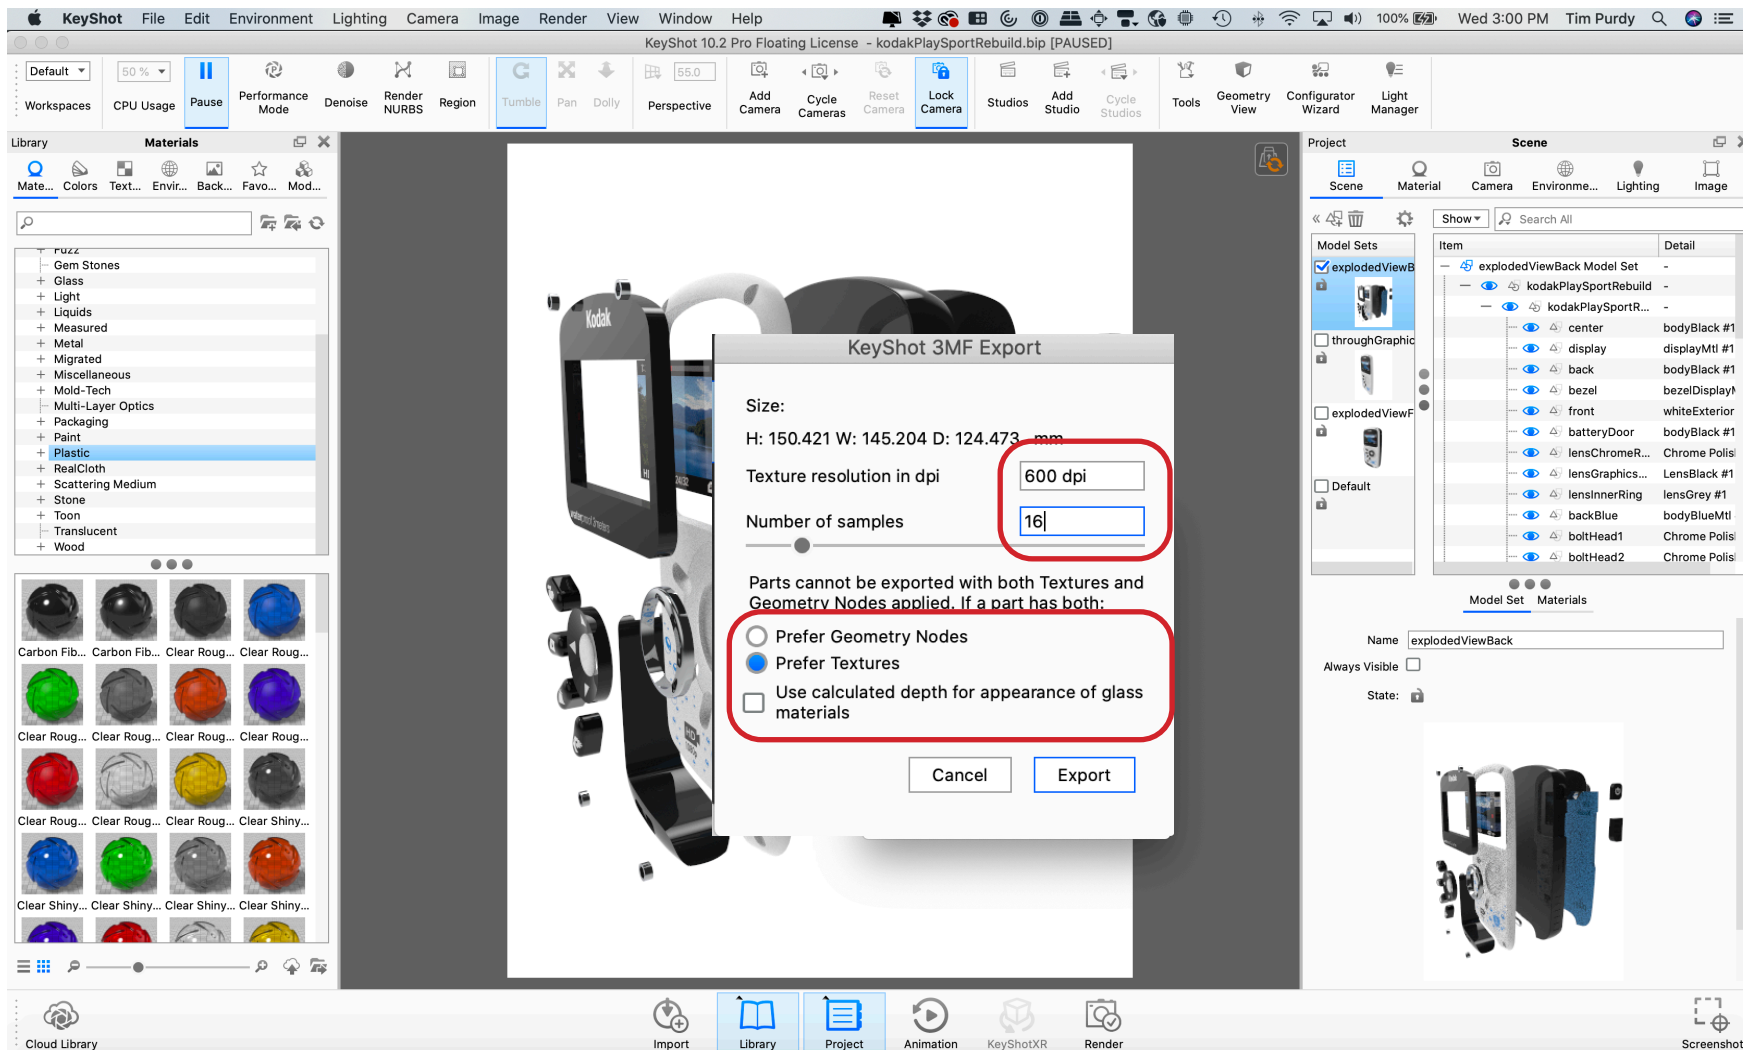 KeyShot File Edit Environment Lighting Camera Image Render View Window Help 100% Wed 3:00 PM Tim Purdy
KeyShot 10.2 Pro Floating License - kodakPlaySportRebuild.bip [PAUSED]
Default 50 % 55.0
Workspaces CPU Usage Pause Performance Mode Denoise Render NURBS Region Tumble Pan Dolly Perspective Add Camera Cycle Cameras Reset Camera Lock Camera Studios Add Studio Cycle Studios Tools Geometry View Configurator Wizard Light Manager
Library Materials
Mate... Colors Text... Envir... Back... Favo... Mod...
Fuzz
Gem Stones
Glass
Light
Liquids
Measured
Metal
Migrated
Miscellaneous
Mold-Tech
Multi-Layer Optics
Packaging
Paint
Plastic
RealCloth
Scattering Medium
Stone
Toon
Translucent
Wood
Carbon Fib... Carbon Fib... Clear Roug... Clear Roug...
Clear Roug... Clear Roug... Clear Roug... Clear Roug...
Clear Roug... Clear Roug... Clear Roug... Clear Shiny...
Clear Shiny... Clear Shiny... Clear Shiny... Clear Shiny...
Kodak
waterproof 3meters
24/32
HD
KeyShot 3MF Export
Size:
H: 150.421 W: 145.204 D: 124.473 mm
Texture resolution in dpi 600 dpi
Number of samples 16
Parts cannot be exported with both Textures and
Geometry Nodes applied. If a part has both:
Prefer Geometry Nodes
Prefer Textures
Use calculated depth for appearance of glass
materials
Cancel Export
Project Scene
Scene Material Camera Environme... Lighting Image
Show Search All
Model Sets
explodedViewB
throughGraphic
explodedViewF
Default
Item Detail
explodedViewBack Model Set -
kodakPlaySportRebuild -
kodakPlaySportR... -
center bodyBlack #1
display displayMtl #1
back bodyBlack #1
bezel bezelDisplayM
front whiteExterior
batteryDoor bodyBlack #1
lensChromeR... Chrome Polis
lensGraphics... LensBlack #1
lensInnerRing lensGrey #1
backBlue bodyBlueMtl
boltHead1 Chrome Polis
boltHead2 Chrome Polis
Model Set Materials
Name explodedViewBack
Always Visible
State:
Kodak
Cloud Library Import Library Project Animation KeyShotXR Render Screenshot